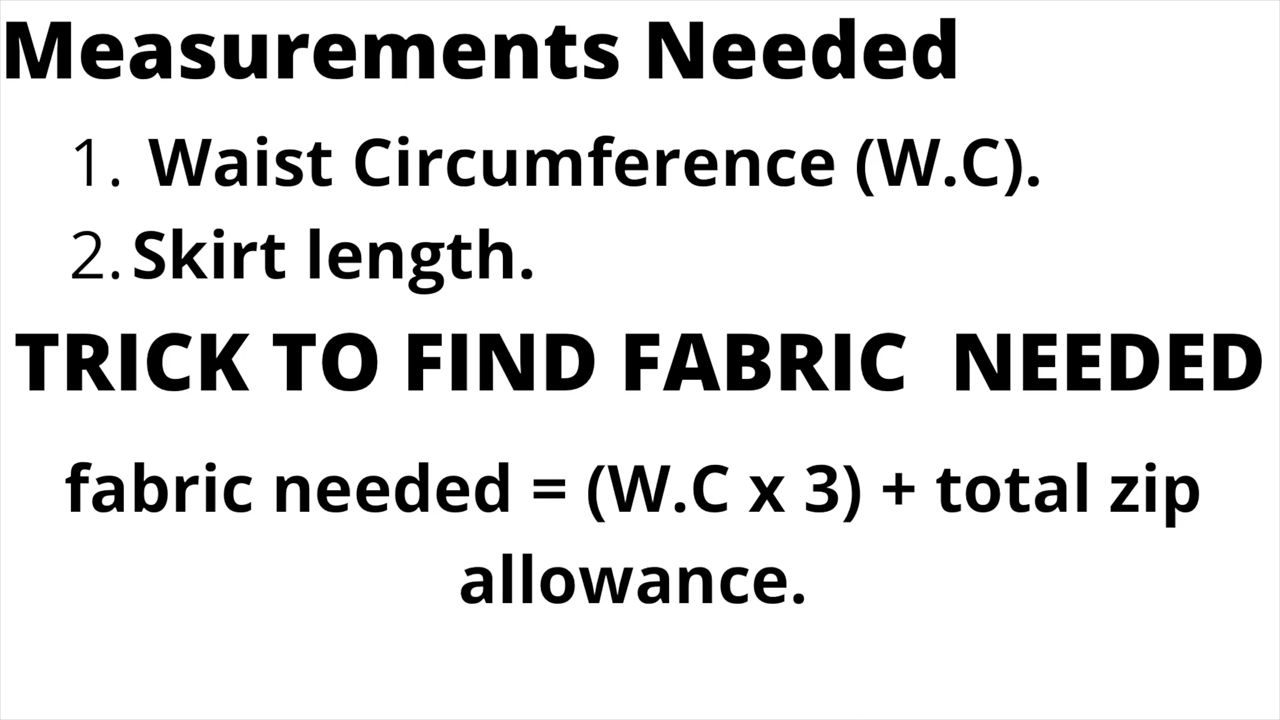 Measurements Needed
1. Waist Circumference (W.C).
2. Skirt length.
TRICK TO FIND FABRIC NEEDED
fabric needed = (W.C x 3) + total zip
allowance.